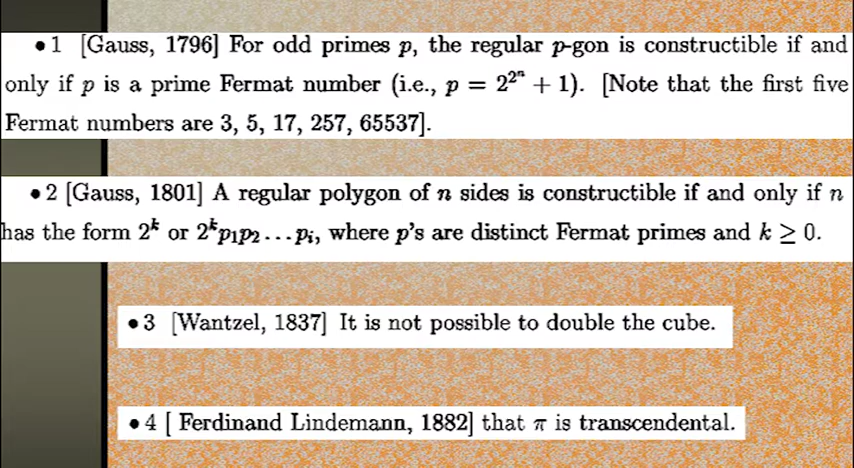 •1 [Gauss, 1796] For odd primes p, the regular p-gon is constructible if and
only if p is a prime Fermat number (i.e., p = 2^{2^n} + 1). [Note that the first five
Fermat numbers are 3, 5, 17, 257, 65537].
•2 [Gauss, 1801] A regular polygon of n sides is constructible if and only if n
has the form 2^k or 2^k p₁p₂...pᵢ, where p's are distinct Fermat primes and k ≥ 0.
•3 [Wantzel, 1837] It is not possible to double the cube.
•4 [ Ferdinand Lindemann, 1882] that π is transcendental.